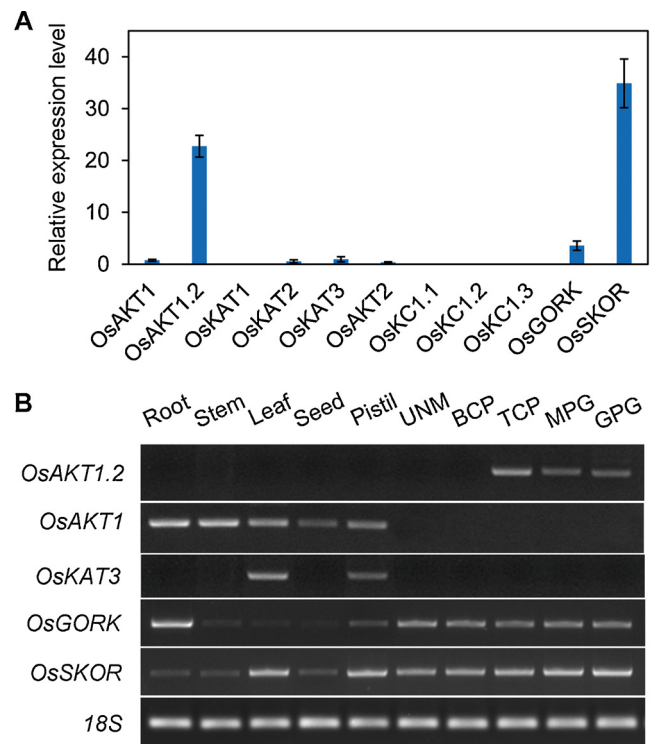 A
Relative expression level
40
30
20
10
0
OsAKT1
OsAKT1.2
OsKAT1
OsKAT2
OsKAT3
OsAKT2
OsKC1.1
OsKC1.2
OsKC1.3
OsGORK
OsSKOR
B
Root Stem Leaf Seed Pistil UNM BCP TCP MPG GPG
OsAKT1.2
OsAKT1
OsKAT3
OsGORK
OsSKOR
18S